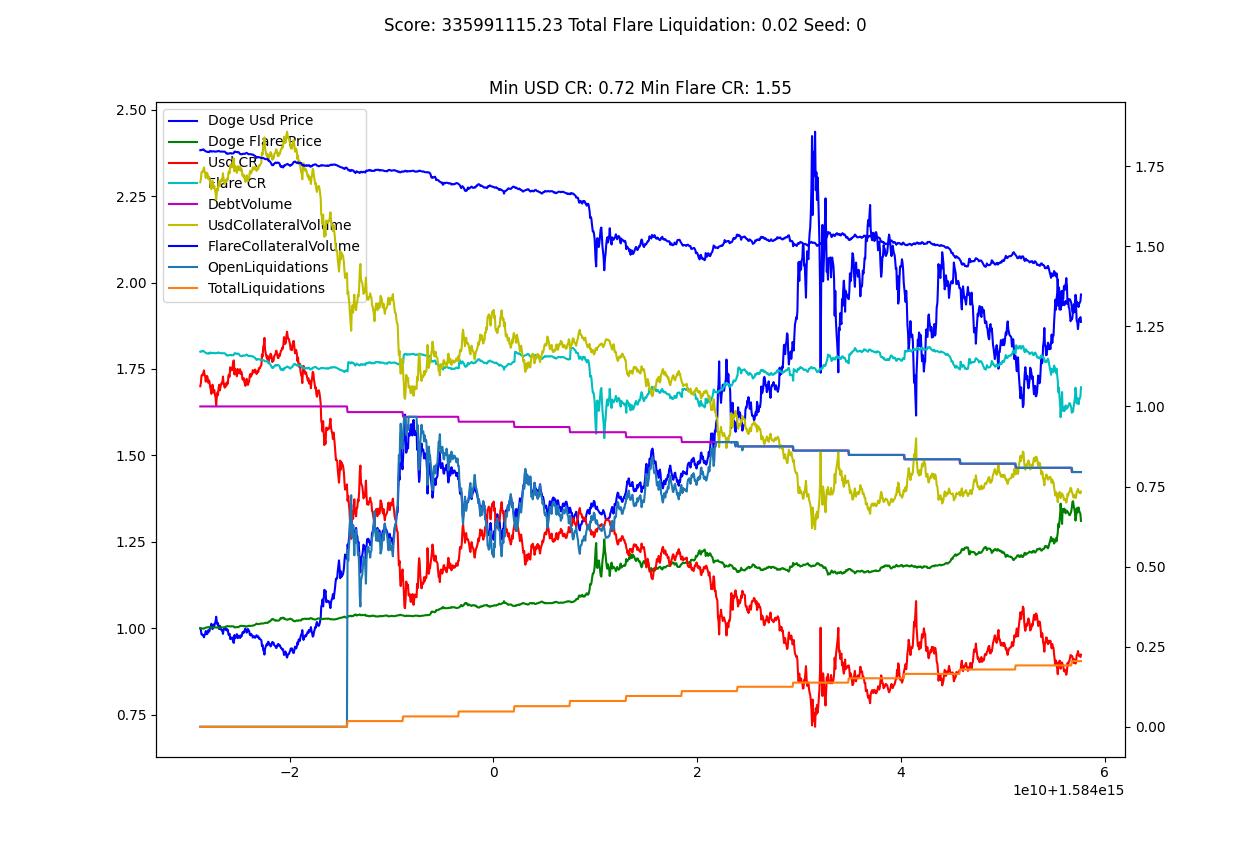 Score: 335991115.23 Total Flare Liquidation: 0.02 Seed: 0
Min USD CR: 0.72 Min Flare CR: 1.55
Doge Usd Price
Doge Flare Price
Usd CR
Flare CR
DebtVolume
UsdCollateralVolume
FlareCollateralVolume
OpenLiquidations
TotalLiquidations
2.50
2.25
2.00
1.75
1.50
1.25
1.00
0.75
1.75
1.50
1.25
1.00
0.75
0.50
0.25
0.00
−2 0 2 4 6
1e10+1.584e15